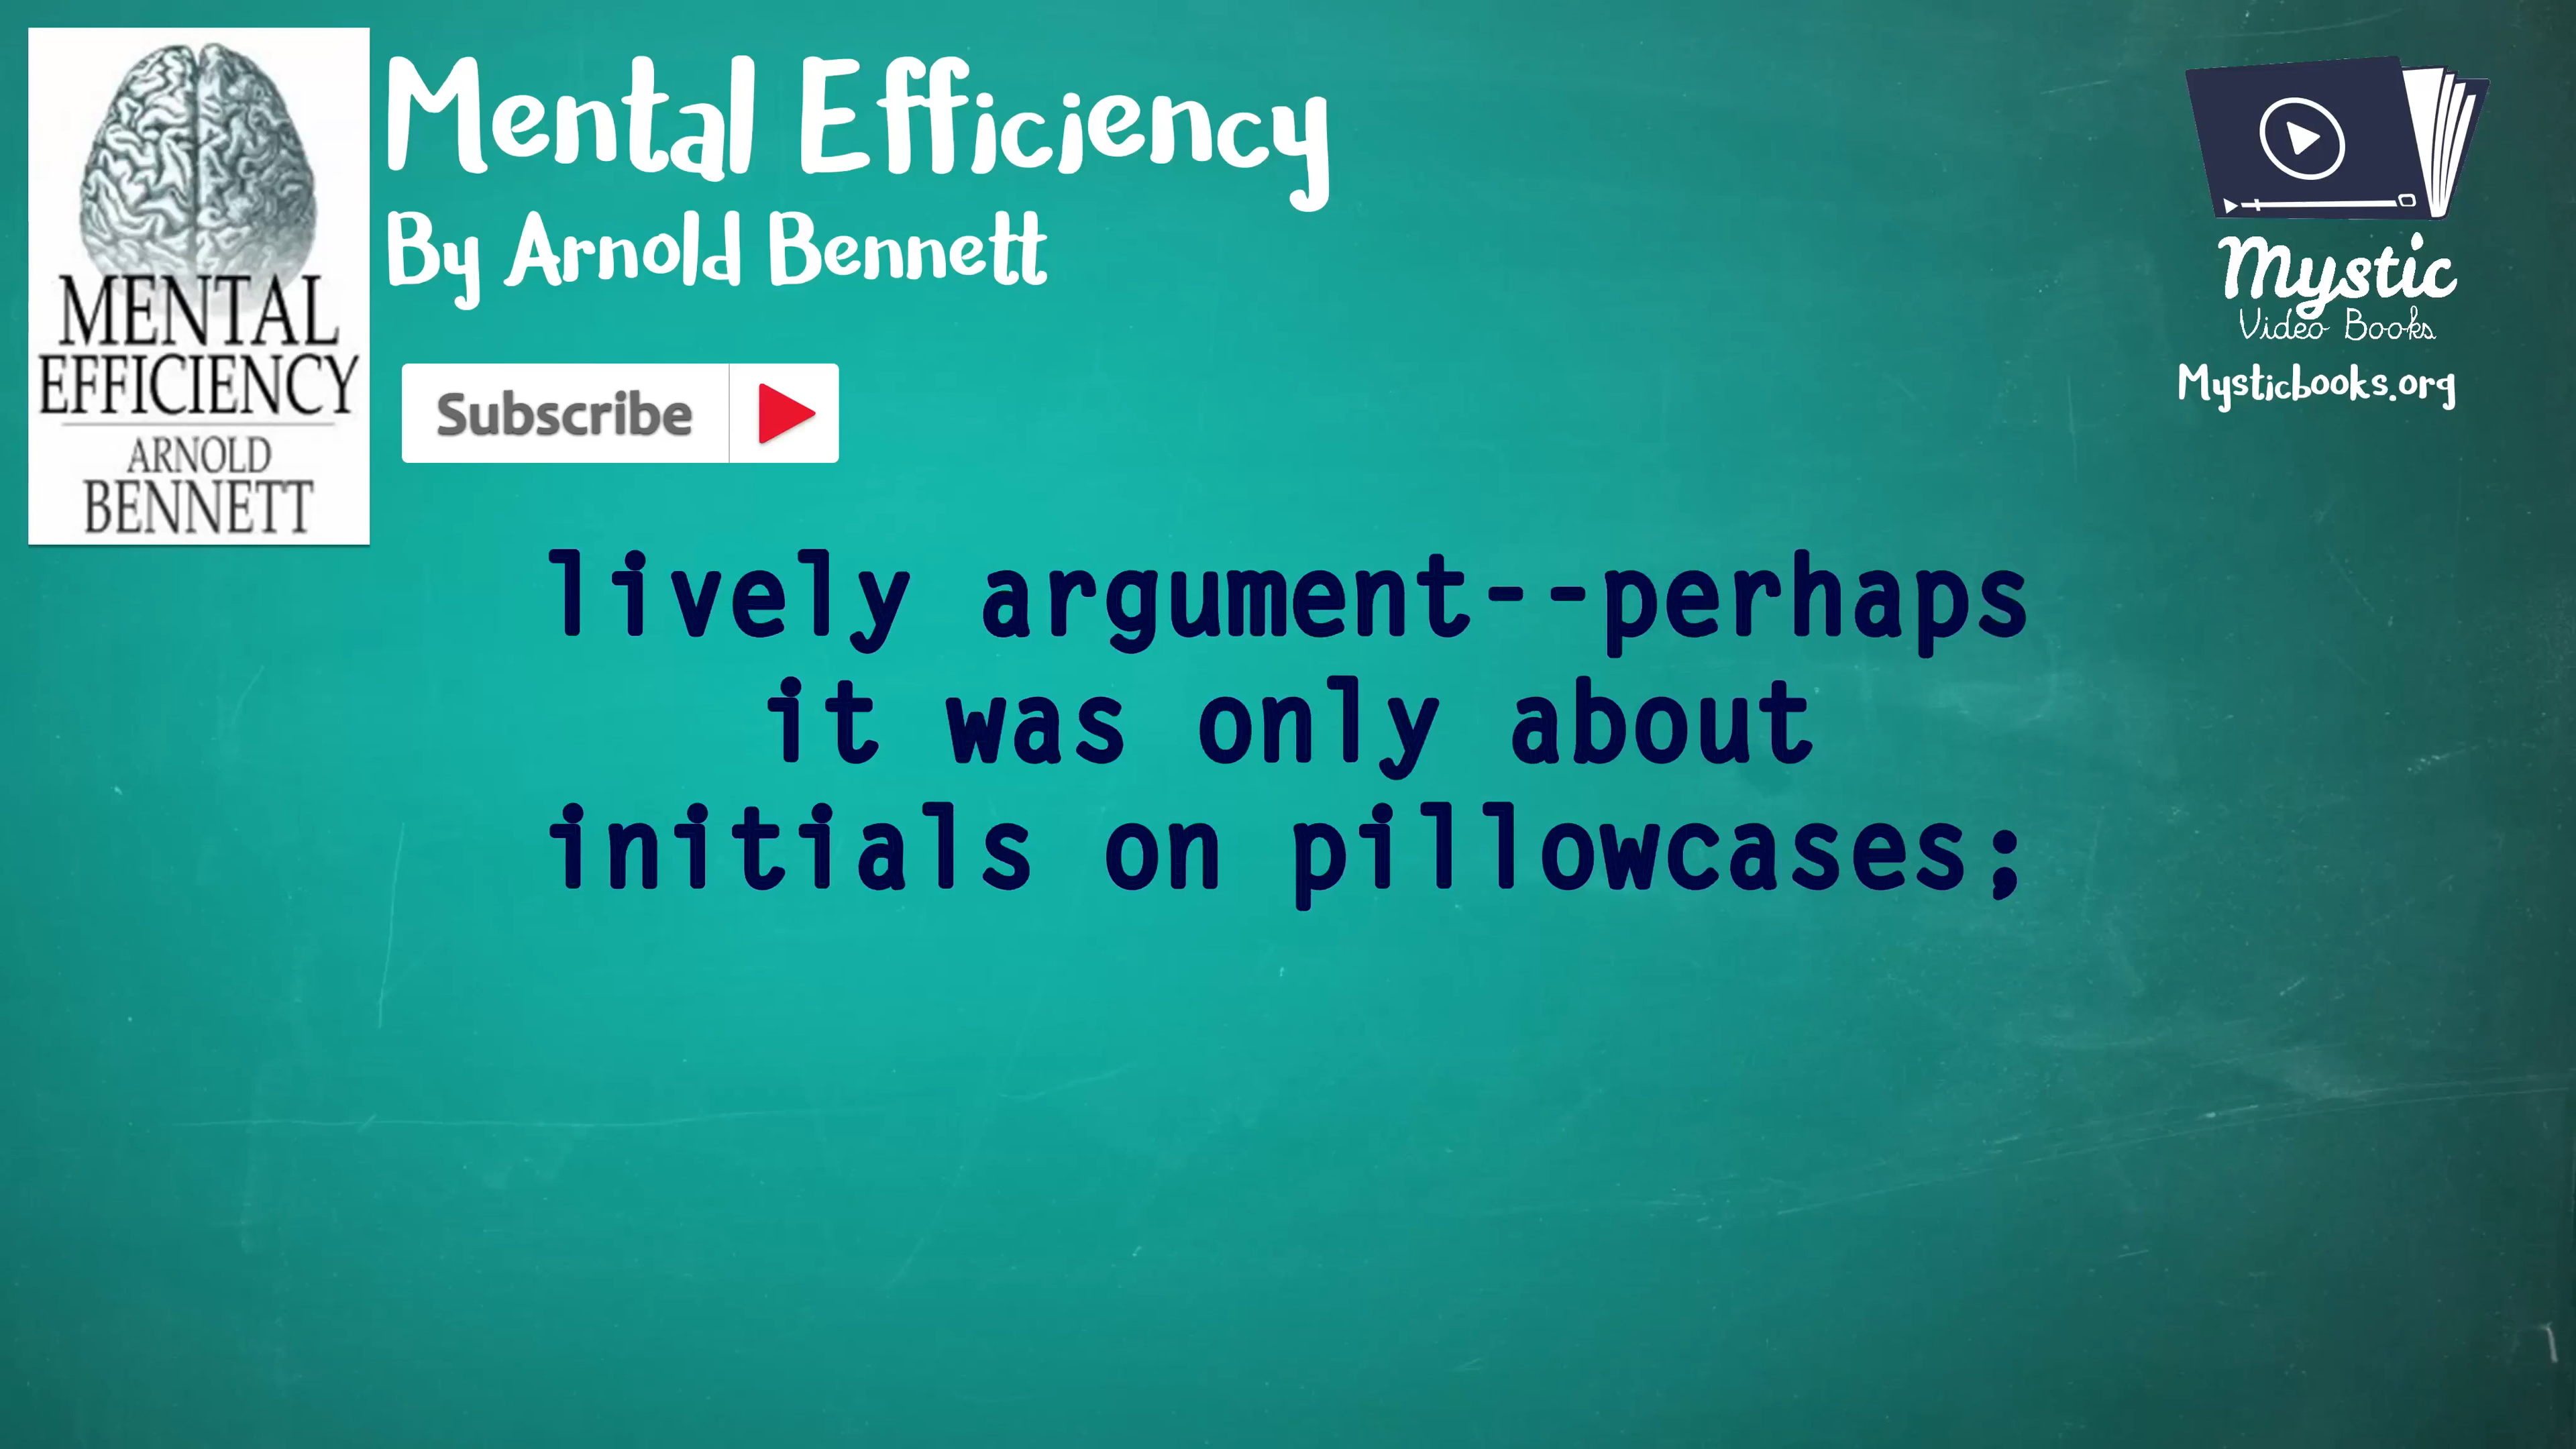 MENTAL
EFFICIENCY
ARNOLD
BENNETT
Mental Efficiency
By Arnold Bennett
Subscribe
Mystic
Video Books
Mysticbooks.org
lively argument--perhaps
it was only about
initials on pillowcases;